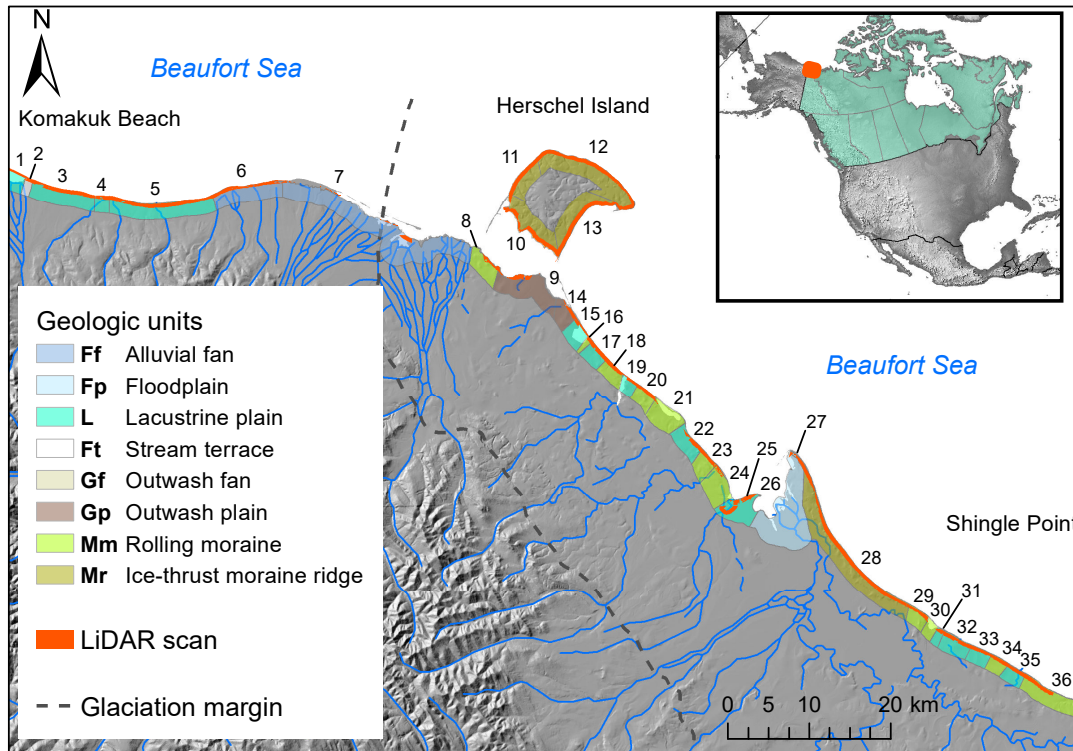 Beaufort Sea
Komakuk Beach
Herschel Island
1
2
3
4
5
6
7
8
9
10
11
12
13
14
15
16
17
18
19
20
21
22
23
24
25
26
27
28
29
30
31
32
33
34
35
36
Beaufort Sea
Shingle Point
Geologic units
Ff Alluvial fan
Fp Floodplain
L Lacustrine plain
Ft Stream terrace
Gf Outwash fan
Gp Outwash plain
Mm Rolling moraine
Mr Ice-thrust moraine ridge
LiDAR scan
Glaciation margin
0 5 10 20 km